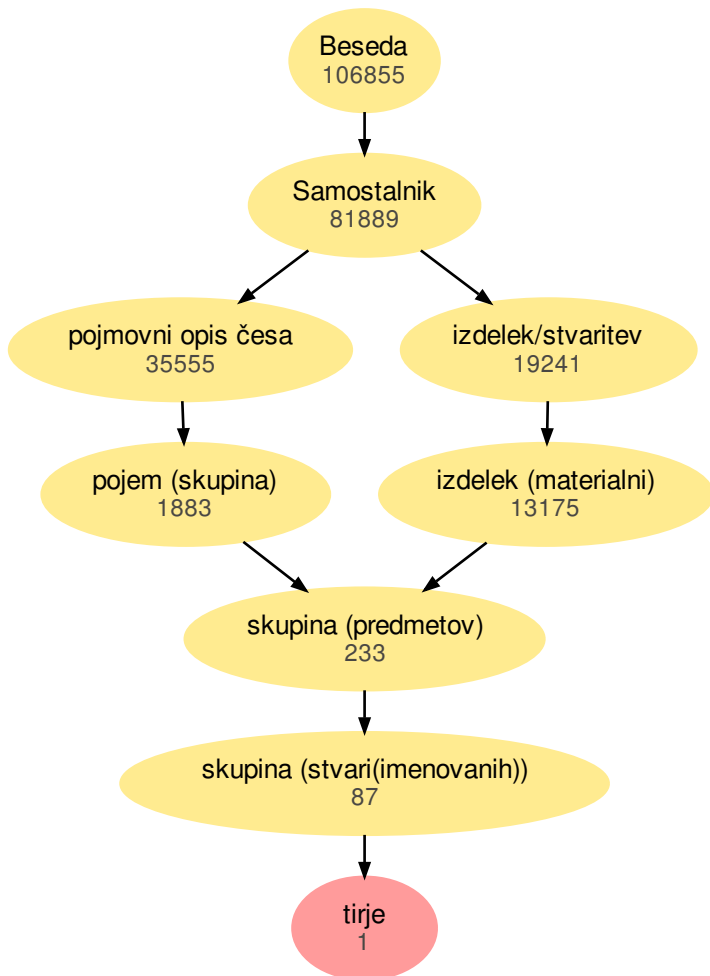 Beseda
106855
Samostalnik
81889
pojmovni opis česa
35555
izdelek/stvaritev
19241
pojem (skupina)
1883
izdelek (materialni)
13175
skupina (predmetov)
233
skupina (stvari(imenovanih))
87
tirje
1